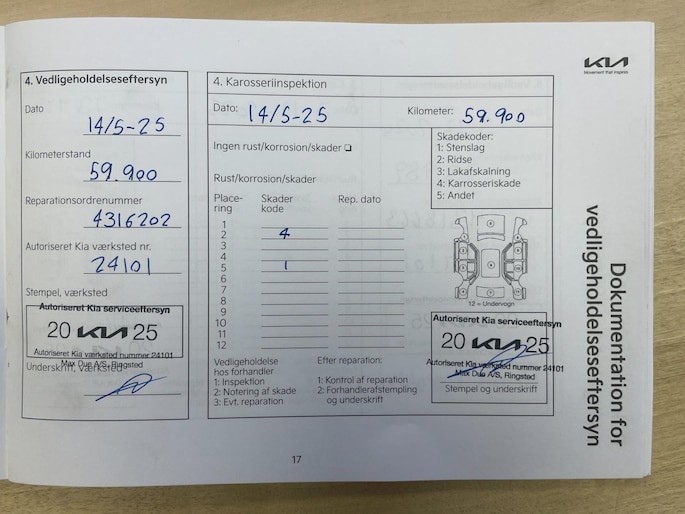 4. Vedligeholdelseseftersyn
Dato
14/5-25
Kilometerstand
59.900
Reparationsordrenummer
4316202
Autoriseret Kia værksted nr.
24101
Stempel, værksted
Autoriseret Kia serviceeftersyn
20 KIA 25
Autoriseret Kia værksted nummer 24101
Max Due A/S, Ringsted
Underskrift, værksted
4. Karosseriinspektion
Dato: 14/5-25
Kilometer: 59.900
Ingen rust/korrosion/skader
Rust/korrosion/skader
Skadekoder:
1: Stenslag
2: Ridse
3: Lakafskalning
4: Karrosseriskade
5: Andet
Place-
ring
Skader
kode
Rep. dato
1
2 4
3
4
5 1
6
7
8
9
10
11
12
12 = Undervogn
Vedligeholdelse
hos forhandler
1: Inspektion
2: Notering af skade
3: Evt. reparation
Efter reparation:
1: Kontrol af reparation
2: Forhandlerafstempling
og underskrift
Autoriseret Kia serviceeftersyn
20 KIA 25
Autoriseret Kia værksted nummer 24101
Max Due A/S, Ringsted
Stempel og underskrift
KIA
Movement that inspires
Dokumentation for
vedligeholdelseseftersyn
17